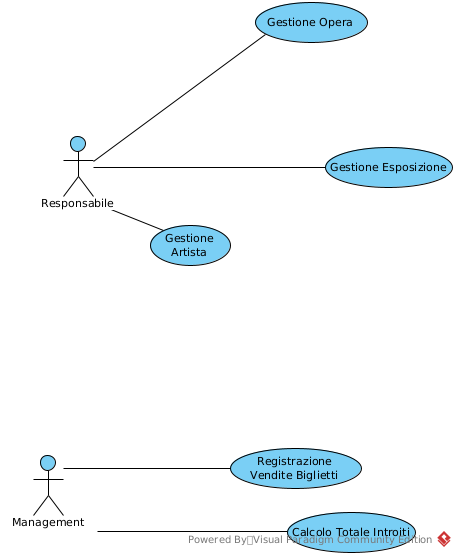 Gestione Opera
Gestione Esposizione
Responsabile
Gestione
Artista
Registrazione
Vendite Biglietti
Management
Calcolo Totale Introiti
Powered By Visual Paradigm Community Edition